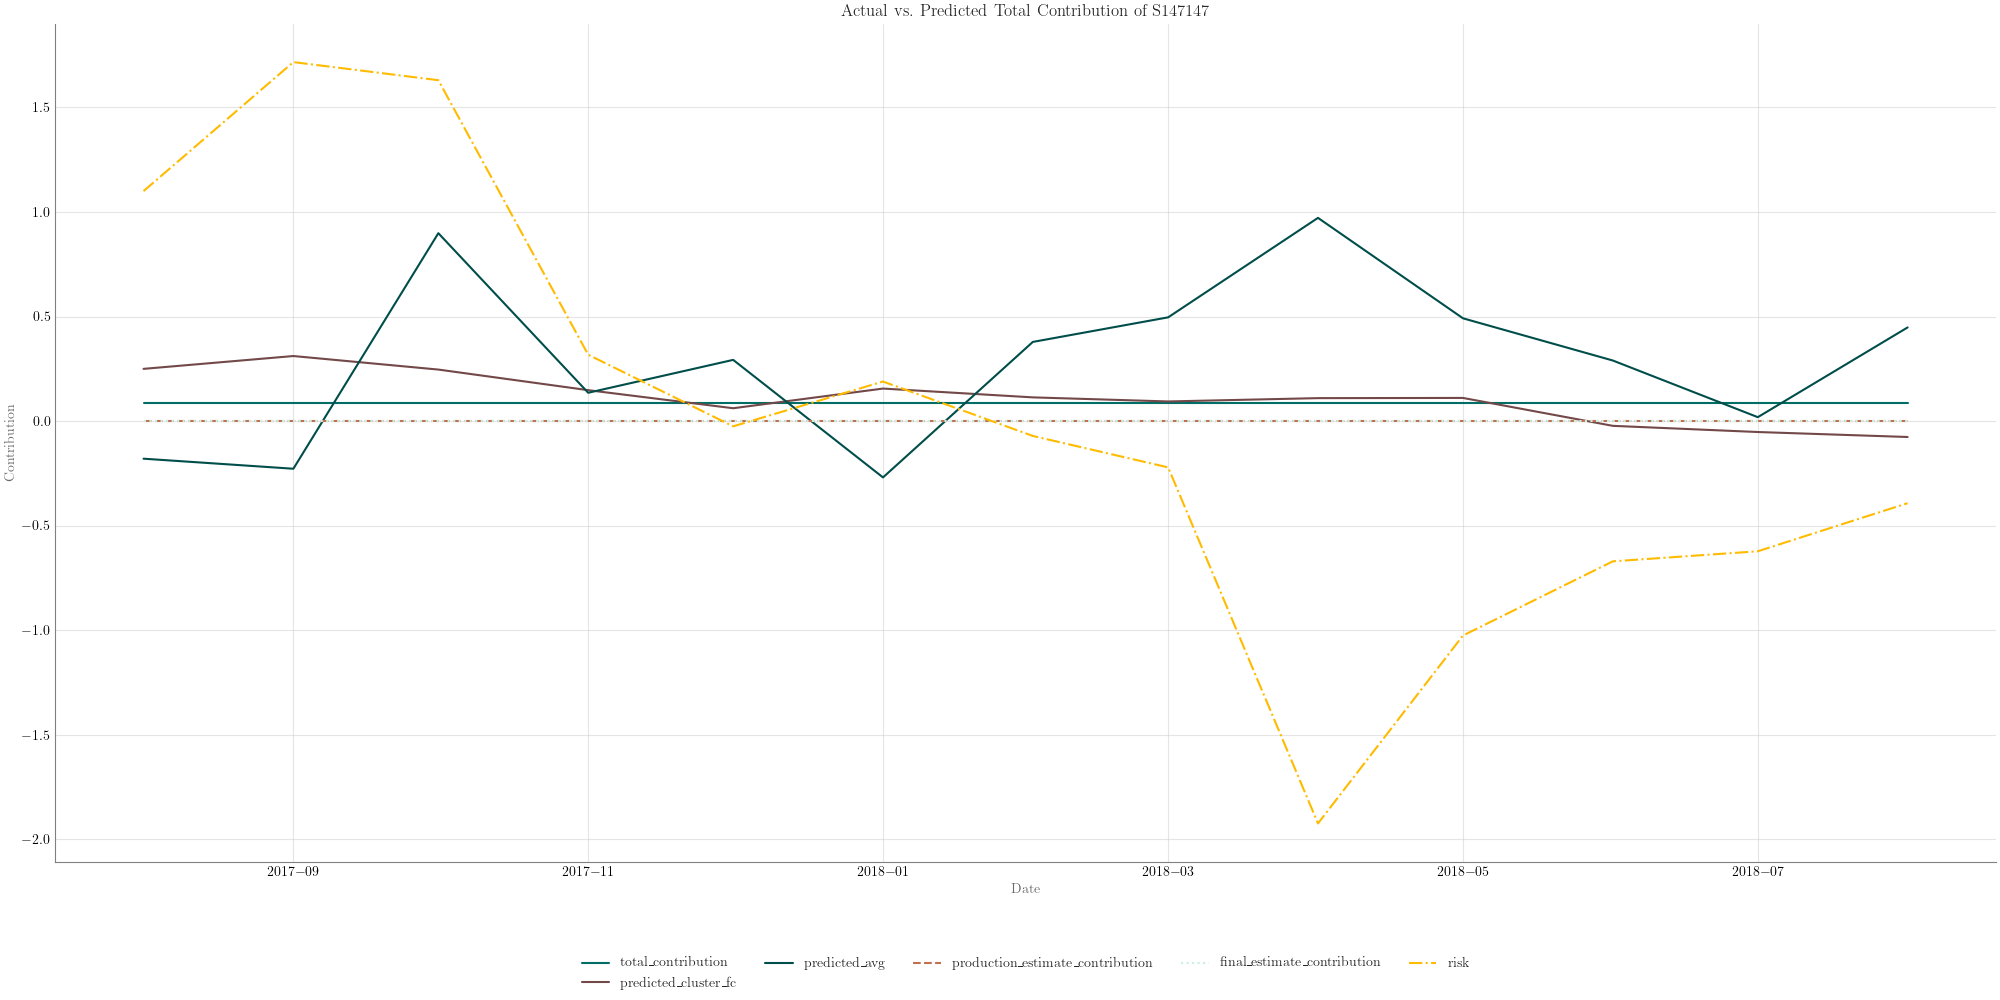 Actual vs. Predicted Total Contribution of S147147
1.5
1.0
0.5
0.0
−0.5
−1.0
−1.5
−2.0
Contribution
2017−09 2017−11 2018−01 2018−03 2018−05 2018−07
Date
total_contribution predicted_avg production_estimate_contribution final_estimate_contribution risk
predicted_cluster_fc